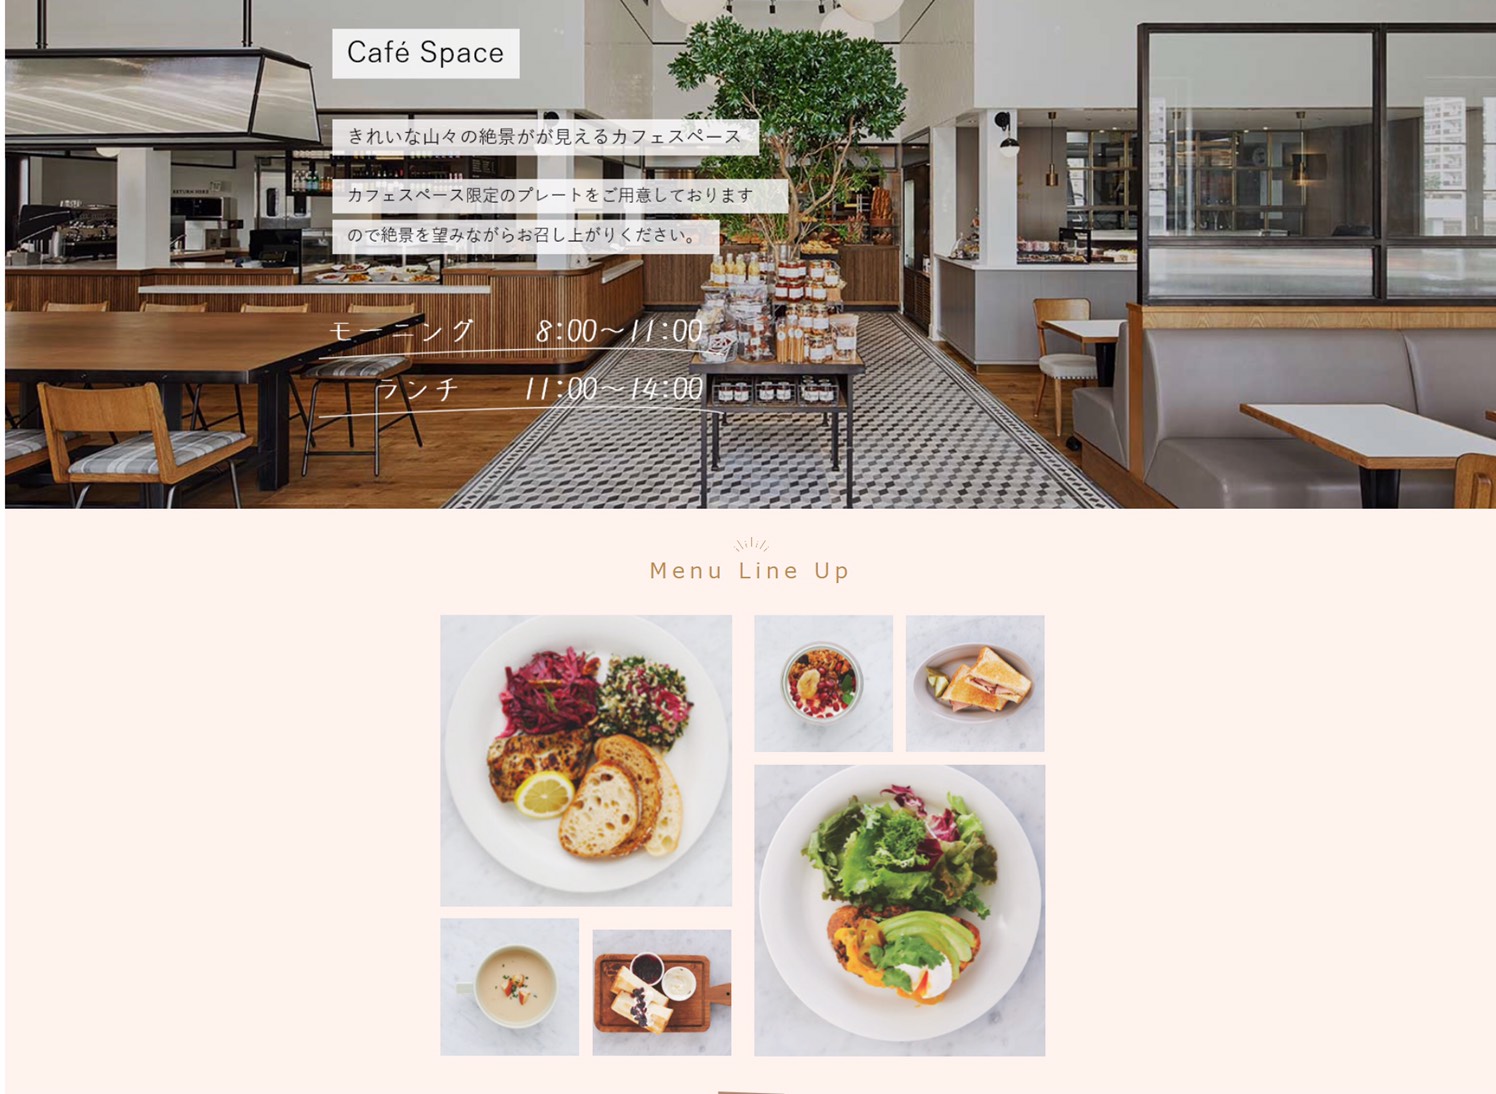 Café Space
きれいな山々の絶景がが見えるカフェスペース
カフェスペース限定のプレートをご用意しております
ので絶景を望みながらお召し上がりください。
モーニング 8:00〜11:00
ランチ 11:00〜14:00
Menu Line Up